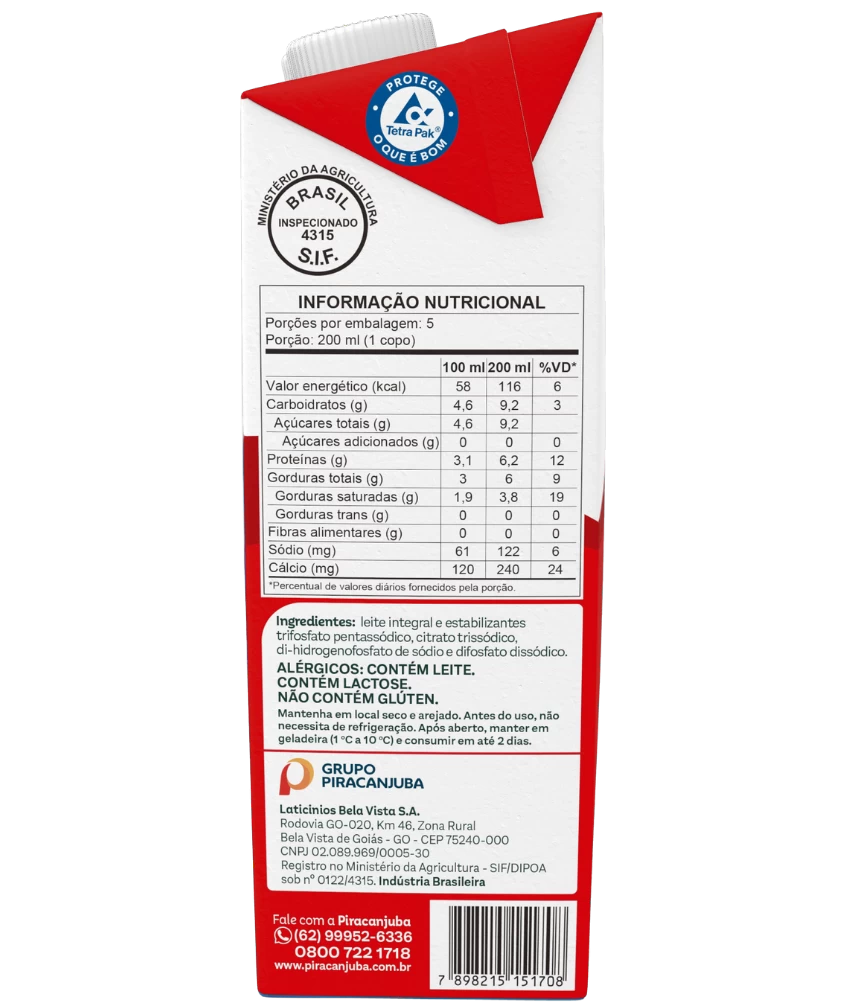 PROTEGE
Tetra Pak®
O QUE É BOM
MINISTÉRIO DA AGRICULTURA
BRASIL
INSPECIONADO
4315
S.I.F.
INFORMAÇÃO NUTRICIONAL
Porções por embalagem: 5
Porção: 200 ml (1 copo)
100 ml 200 ml %VD*
Valor energético (kcal) 58 116 6
Carboidratos (g) 4,6 9,2 3
Açúcares totais (g) 4,6 9,2
Açúcares adicionados (g) 0 0 0
Proteínas (g) 3,1 6,2 12
Gorduras totais (g) 3 6 9
Gorduras saturadas (g) 1,9 3,8 19
Gorduras trans (g) 0 0 0
Fibras alimentares (g) 0 0 0
Sódio (mg) 61 122 6
Cálcio (mg) 120 240 24
*Percentual de valores diários fornecidos pela porção.
Ingredientes: leite integral e estabilizantes
trifosfato pentassódico, citrato trissódico,
di-hidrogenofosfato de sódio e difosfato dissódico.
ALÉRGICOS: CONTÉM LEITE.
CONTÉM LACTOSE.
NÃO CONTÉM GLÚTEN.
Mantenha em local seco e arejado. Antes do uso, não
necessita de refrigeração. Após aberto, manter em
geladeira (1 °C a 10 °C) e consumir em até 2 dias.
GRUPO
PIRACANJUBA
Laticínios Bela Vista S.A.
Rodovia GO-020, Km 46, Zona Rural
Bela Vista de Goiás - GO - CEP 75240-000
CNPJ 02.089.969/0005-30
Registro no Ministério da Agricultura - SIF/DIPOA
sob nº 0122/4315. Indústria Brasileira
Fale com a Piracanjuba
(62) 99952-6336
0800 722 1718
www.piracanjuba.com.br
7 898215 151708